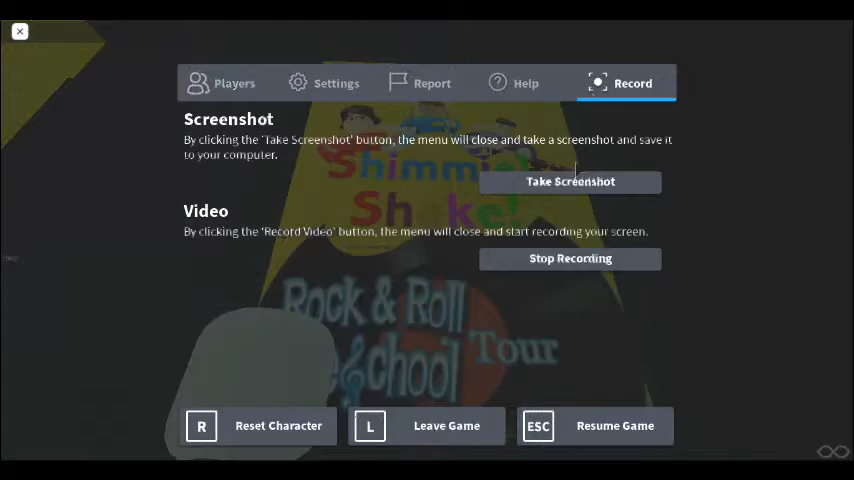 Players Settings Report Help Record
Screenshot
By clicking the 'Take Screenshot' button, the menu will close and take a screenshot and save it
to your computer.
Shimmie
Take Screenshot
Shake!
Video
By clicking the 'Record Video' button, the menu will close and start recording your screen.
Stop Recording
Rock & Roll
school Tour
R Reset Character L Leave Game ESC Resume Game